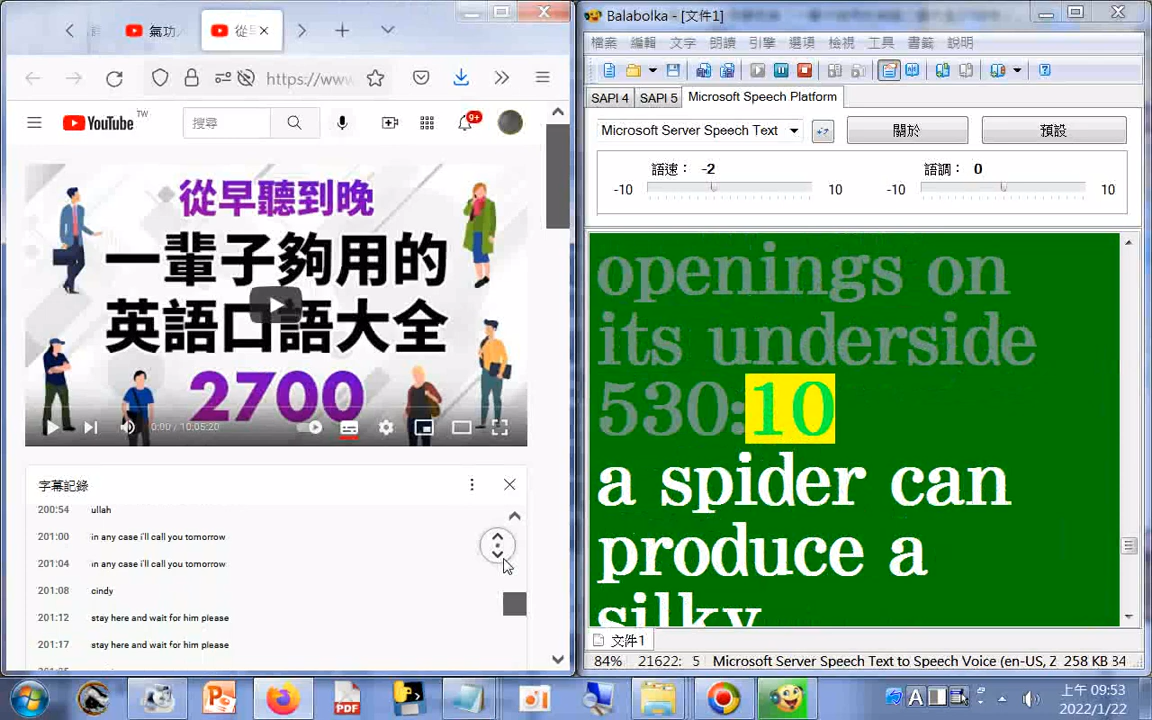 氣功
從
https://www
YouTube TW
搜尋
9+
從早聽到晚
一輩子夠用的
英語口語大全
2700
0:00 / 10:05:20
字幕記錄
200:54 ullah
201:00 in any case i'll call you tomorrow
201:04 in any case i'll call you tomorrow
201:08 cindy
201:12 stay here and wait for him please
201:17 stay here and wait for him please
Balabolka - [文件1]
檔案 編輯 文字 朗讀 引擎 選項 檢視 工具 書籤 說明
SAPI 4 SAPI 5 Microsoft Speech Platform
Microsoft Server Speech Text 關於 預設
語速: -2 語調: 0
-10 10 -10 10
openings on
its underside
530:10
a spider can
produce a
silky
文件1
84% 21622: 5 Microsoft Server Speech Text to Speech Voice (en-US, Z 258 KB 34
PDF
A
上午 09:53
2022/1/22